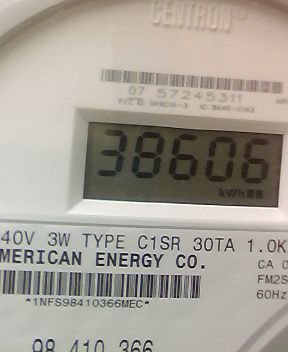 CENTRON®
07 57245311
38606
kWh
40V 3W TYPE C1SR 30TA 1.0K
MERICAN ENERGY CO.
CA 0
FM2S
60Hz
*1NFS98410366MEC*
98 410 366